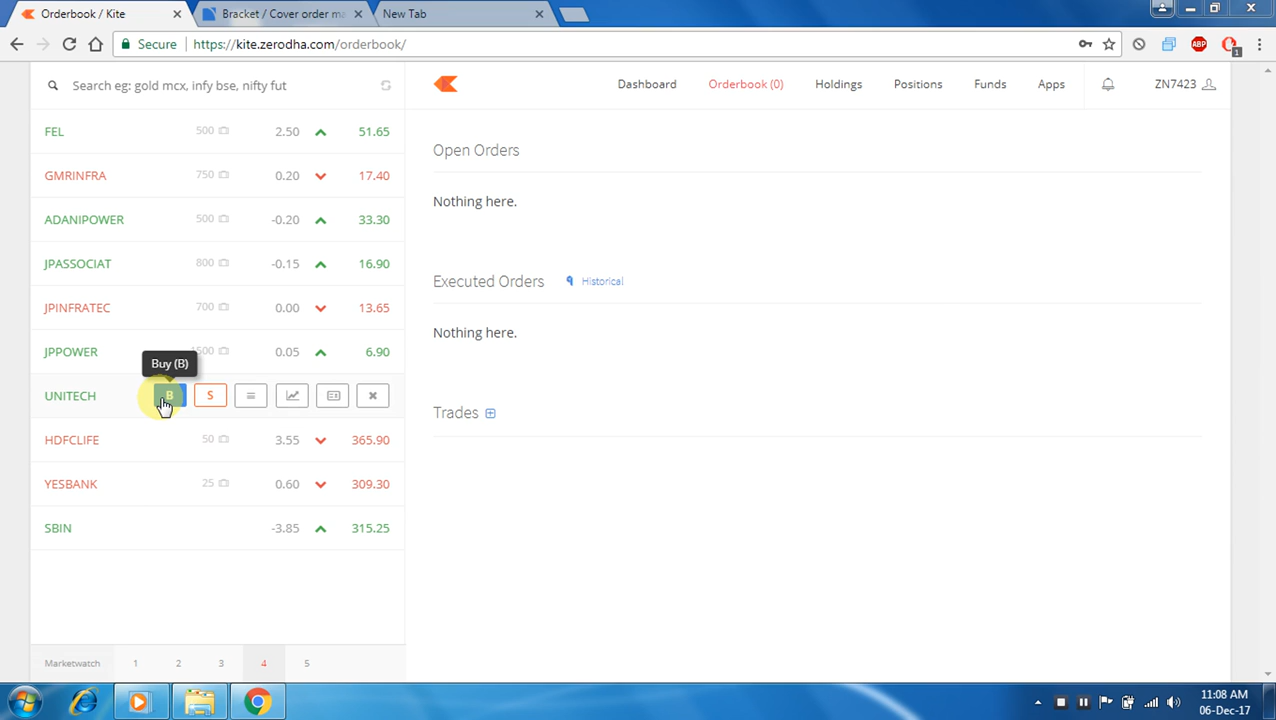 Orderbook / Kite
Bracket / Cover order ma
New Tab
Secure
https://kite.zerodha.com/orderbook/
ABP
1
Search eg: gold mcx, infy bse, nifty fut
Dashboard
Orderbook (0)
Holdings
Positions
Funds
Apps
ZN7423
FEL 500 2.50 51.65
GMRINFRA 750 0.20 17.40
ADANIPOWER 500 -0.20 33.30
JPASSOCIAT 800 -0.15 16.90
JPINFRATEC 700 0.00 13.65
JPPOWER 1500 0.05 6.90
Buy (B)
UNITECH B S
HDFCLIFE 50 3.55 365.90
YESBANK 25 0.60 309.30
SBIN -3.85 315.25
Marketwatch 1 2 3 4 5
Open Orders
Nothing here.
Executed Orders Historical
Nothing here.
Trades
11:08 AM
06-Dec-17